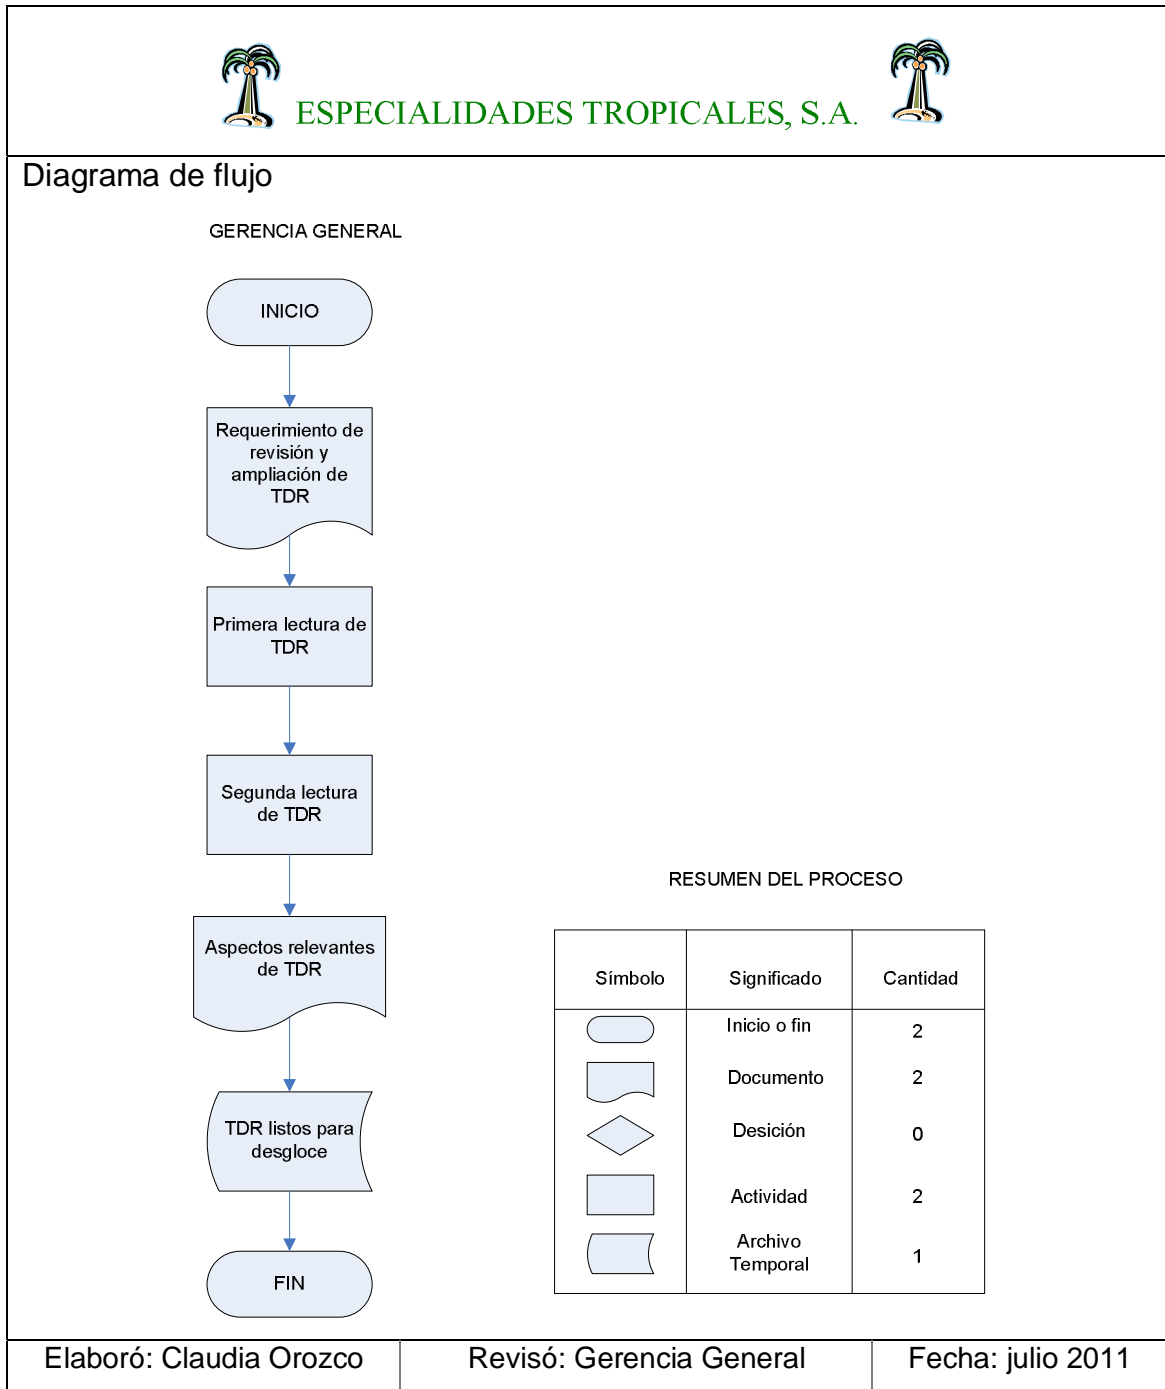 ESPECIALIDADES TROPICALES, S.A.
Diagrama de flujo
GERENCIA GENERAL
INICIO
Requerimiento de
revisión y
ampliación de
TDR
Primera lectura de
TDR
Segunda lectura
de TDR
Aspectos relevantes
de TDR
TDR listos para
desgloce
FIN
RESUMEN DEL PROCESO
Símbolo Significado Cantidad
Inicio o fin 2
Documento 2
Desición 0
Actividad 2
Archivo
Temporal 1
Elaboró: Claudia Orozco Revisó: Gerencia General Fecha: julio 2011